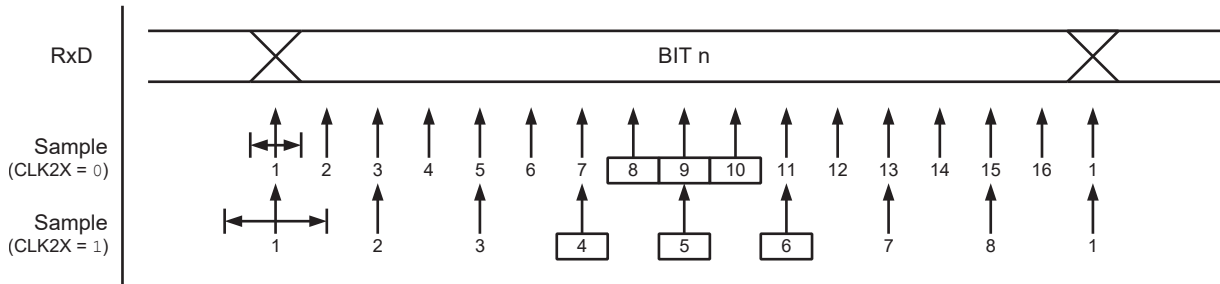 RxD BIT n
Sample
(CLK2X = 0) 1 2 3 4 5 6 7 8 9 10 11 12 13 14 15 16 1
Sample
(CLK2X = 1) 1 2 3 4 5 6 7 8 1